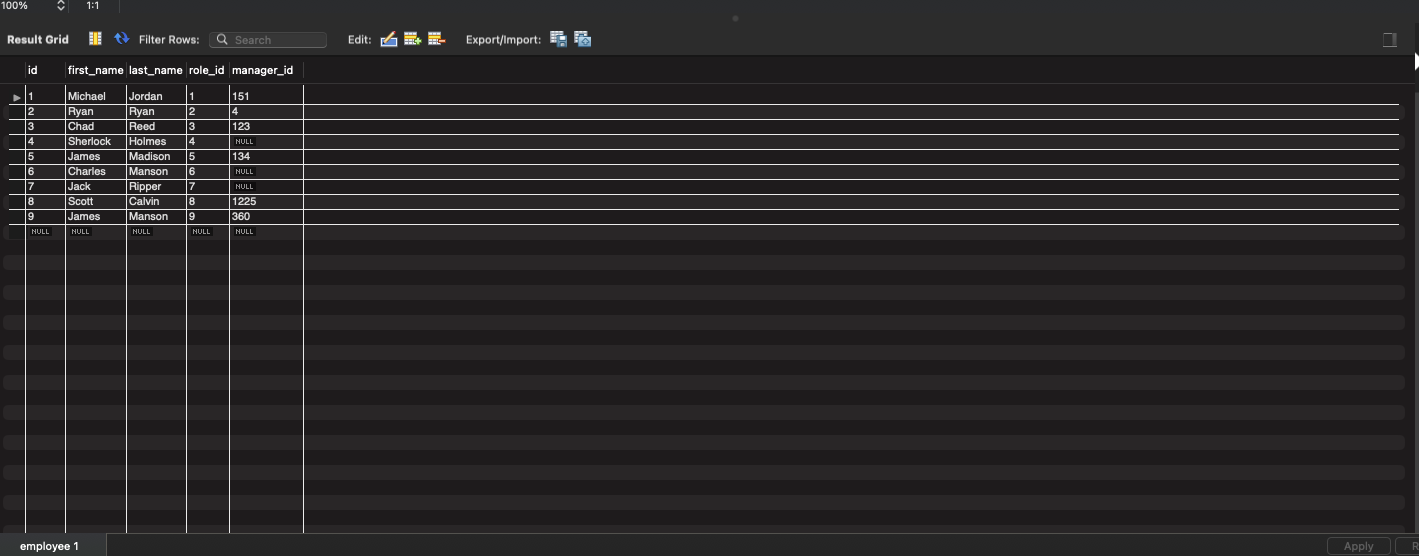 100% 1:1
Result Grid Filter Rows: Search Edit: Export/Import:
id first_name last_name role_id manager_id
1 Michael Jordan 1 151
2 Ryan Ryan 2 4
3 Chad Reed 3 123
4 Sherlock Holmes 4 NULL
5 James Madison 5 134
6 Charles Manson 6 NULL
7 Jack Ripper 7 NULL
8 Scott Calvin 8 1225
9 James Manson 9 360
NULL NULL NULL NULL NULL
employee 1 Apply